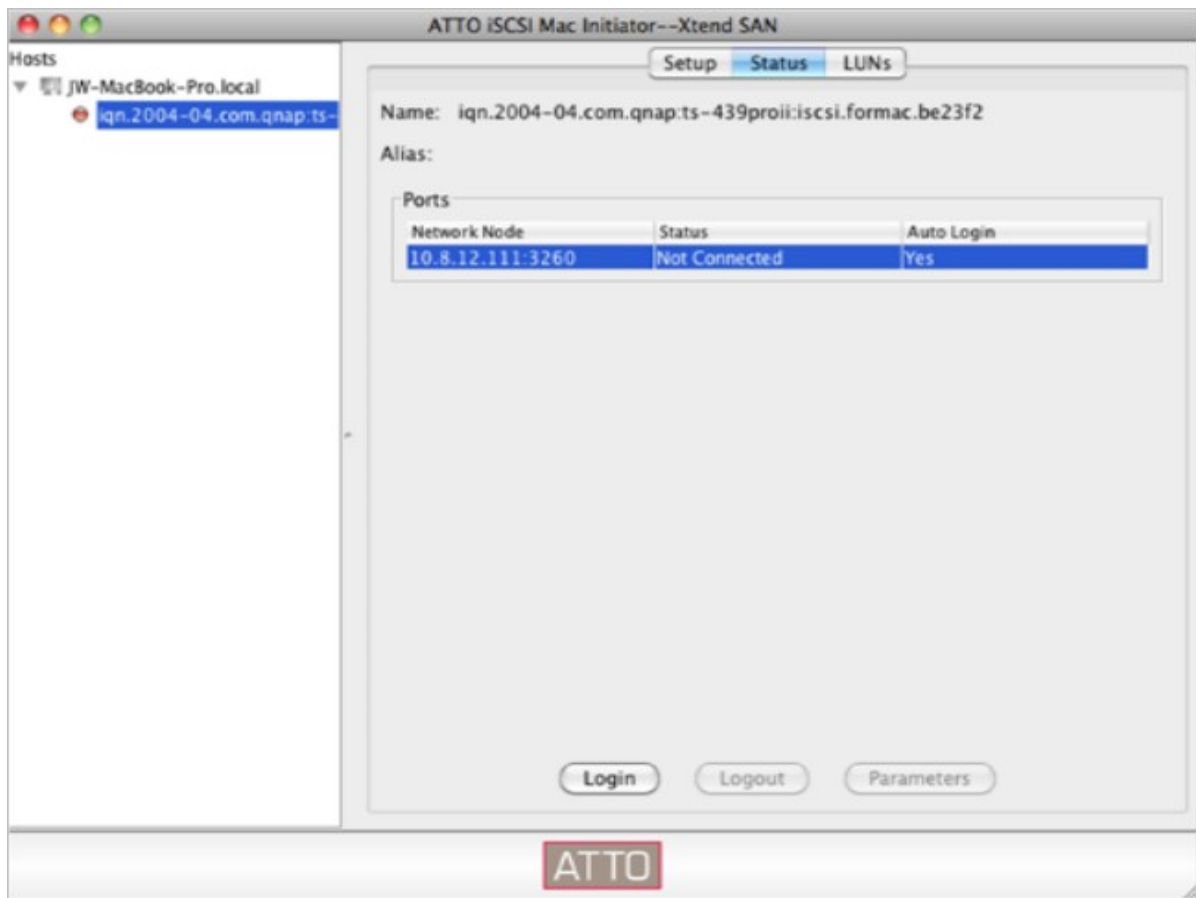 ATTO iSCSI Mac Initiator--Xtend SAN
Hosts
JW-MacBook-Pro.local
iqn.2004-04.com.qnap:ts-
Setup Status LUNs
Name: iqn.2004-04.com.qnap:ts-439proii:iscsi.formac.be23f2
Alias:
Ports
Network Node Status Auto Login
10.8.12.111:3260 Not Connected Yes
Login Logout Parameters
ATTO